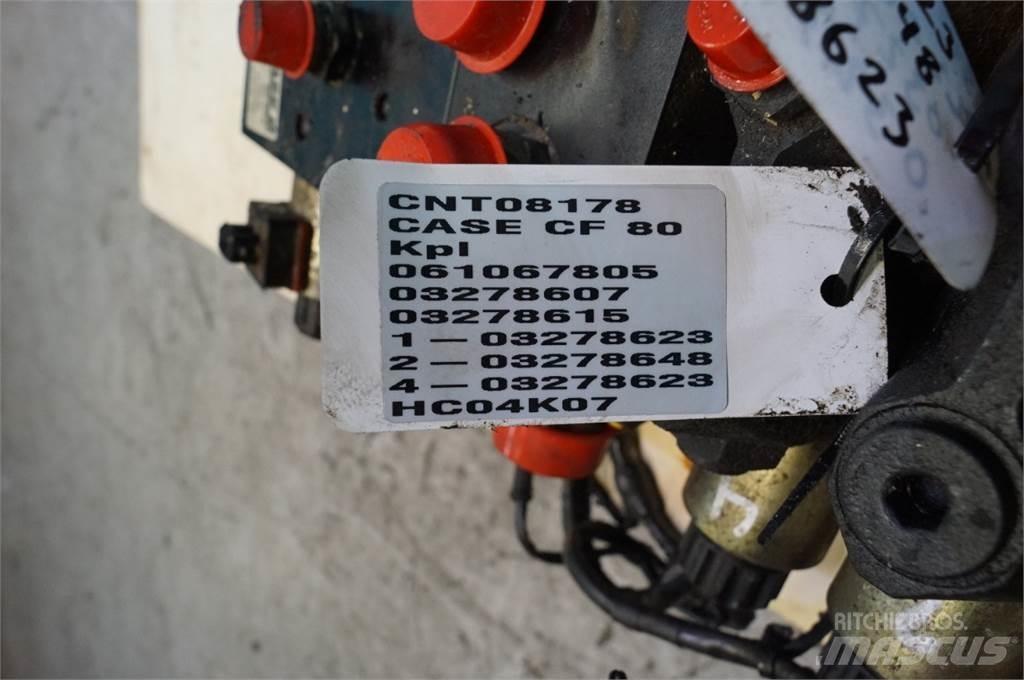 CNT08178
CASE CF 80
Kpl
061067805
03278607
03278615
1 — 03278623
2 — 03278648
4 — 03278623
HC04K07
RITCHIE BROS.
MASCUS